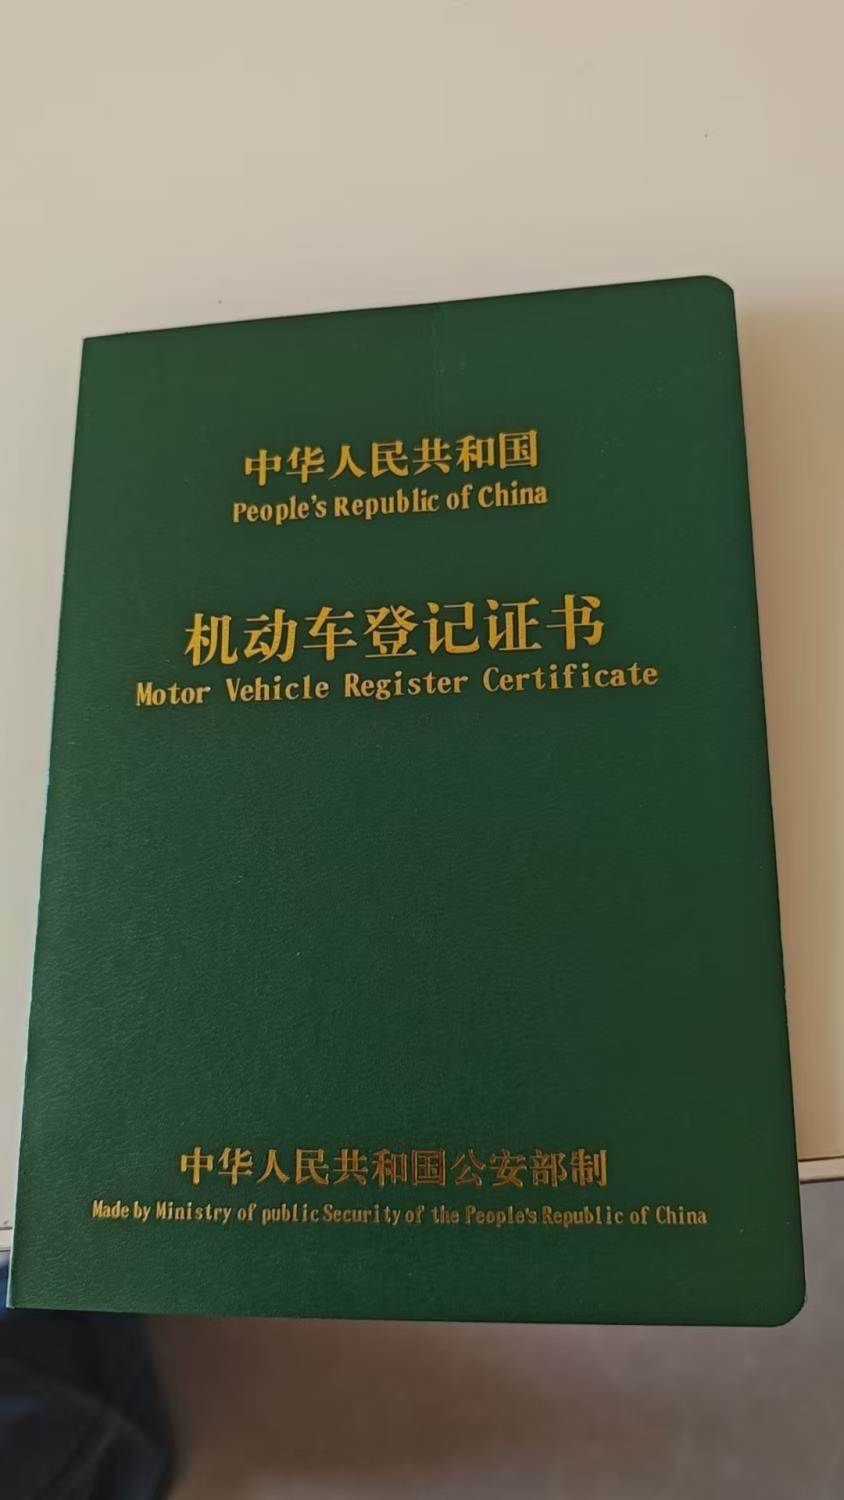 中华人民共和国
People's Republic of China
机动车登记证书
Motor Vehicle Register Certificate
中华人民共和国公安部制
Made by Ministry of public Security of the People's Republic of China